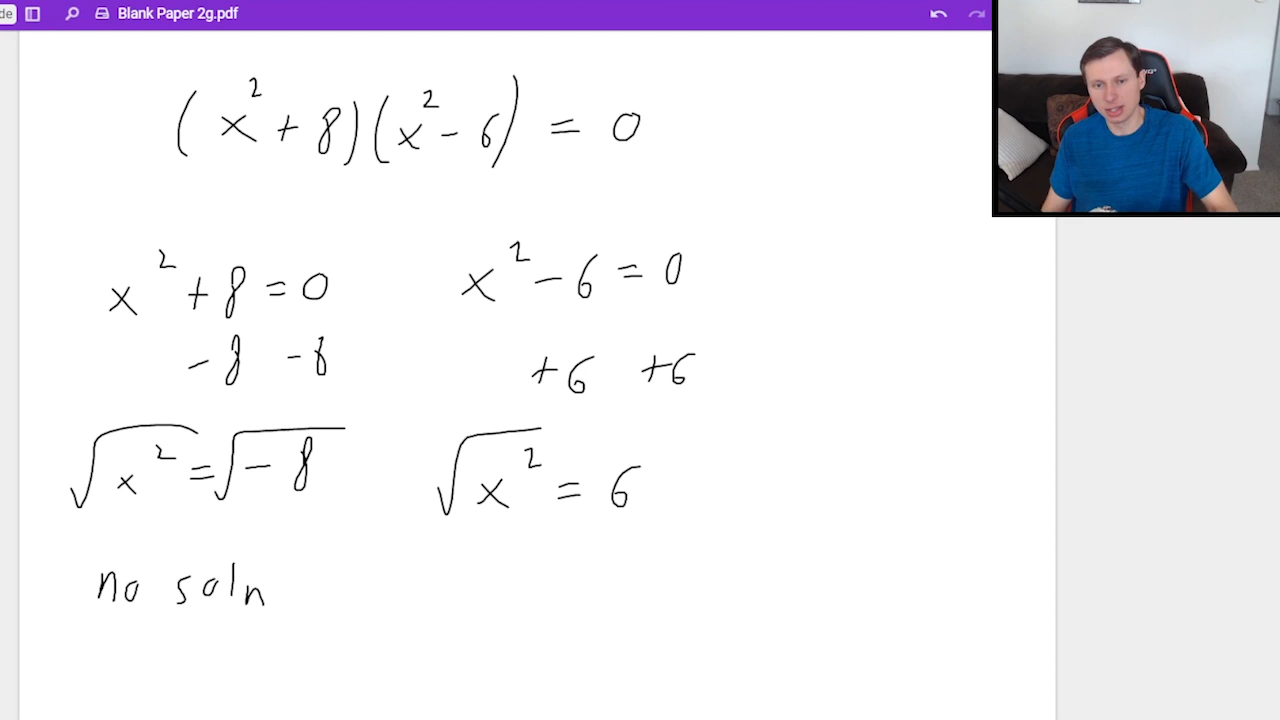 de Blank Paper 2g.pdf
(x² + 8)(x² - 6) = 0
x² + 8 = 0 x² - 6 = 0
- 8 - 8 + 6 + 6
√x² = √-8 √x² = 6
no soln